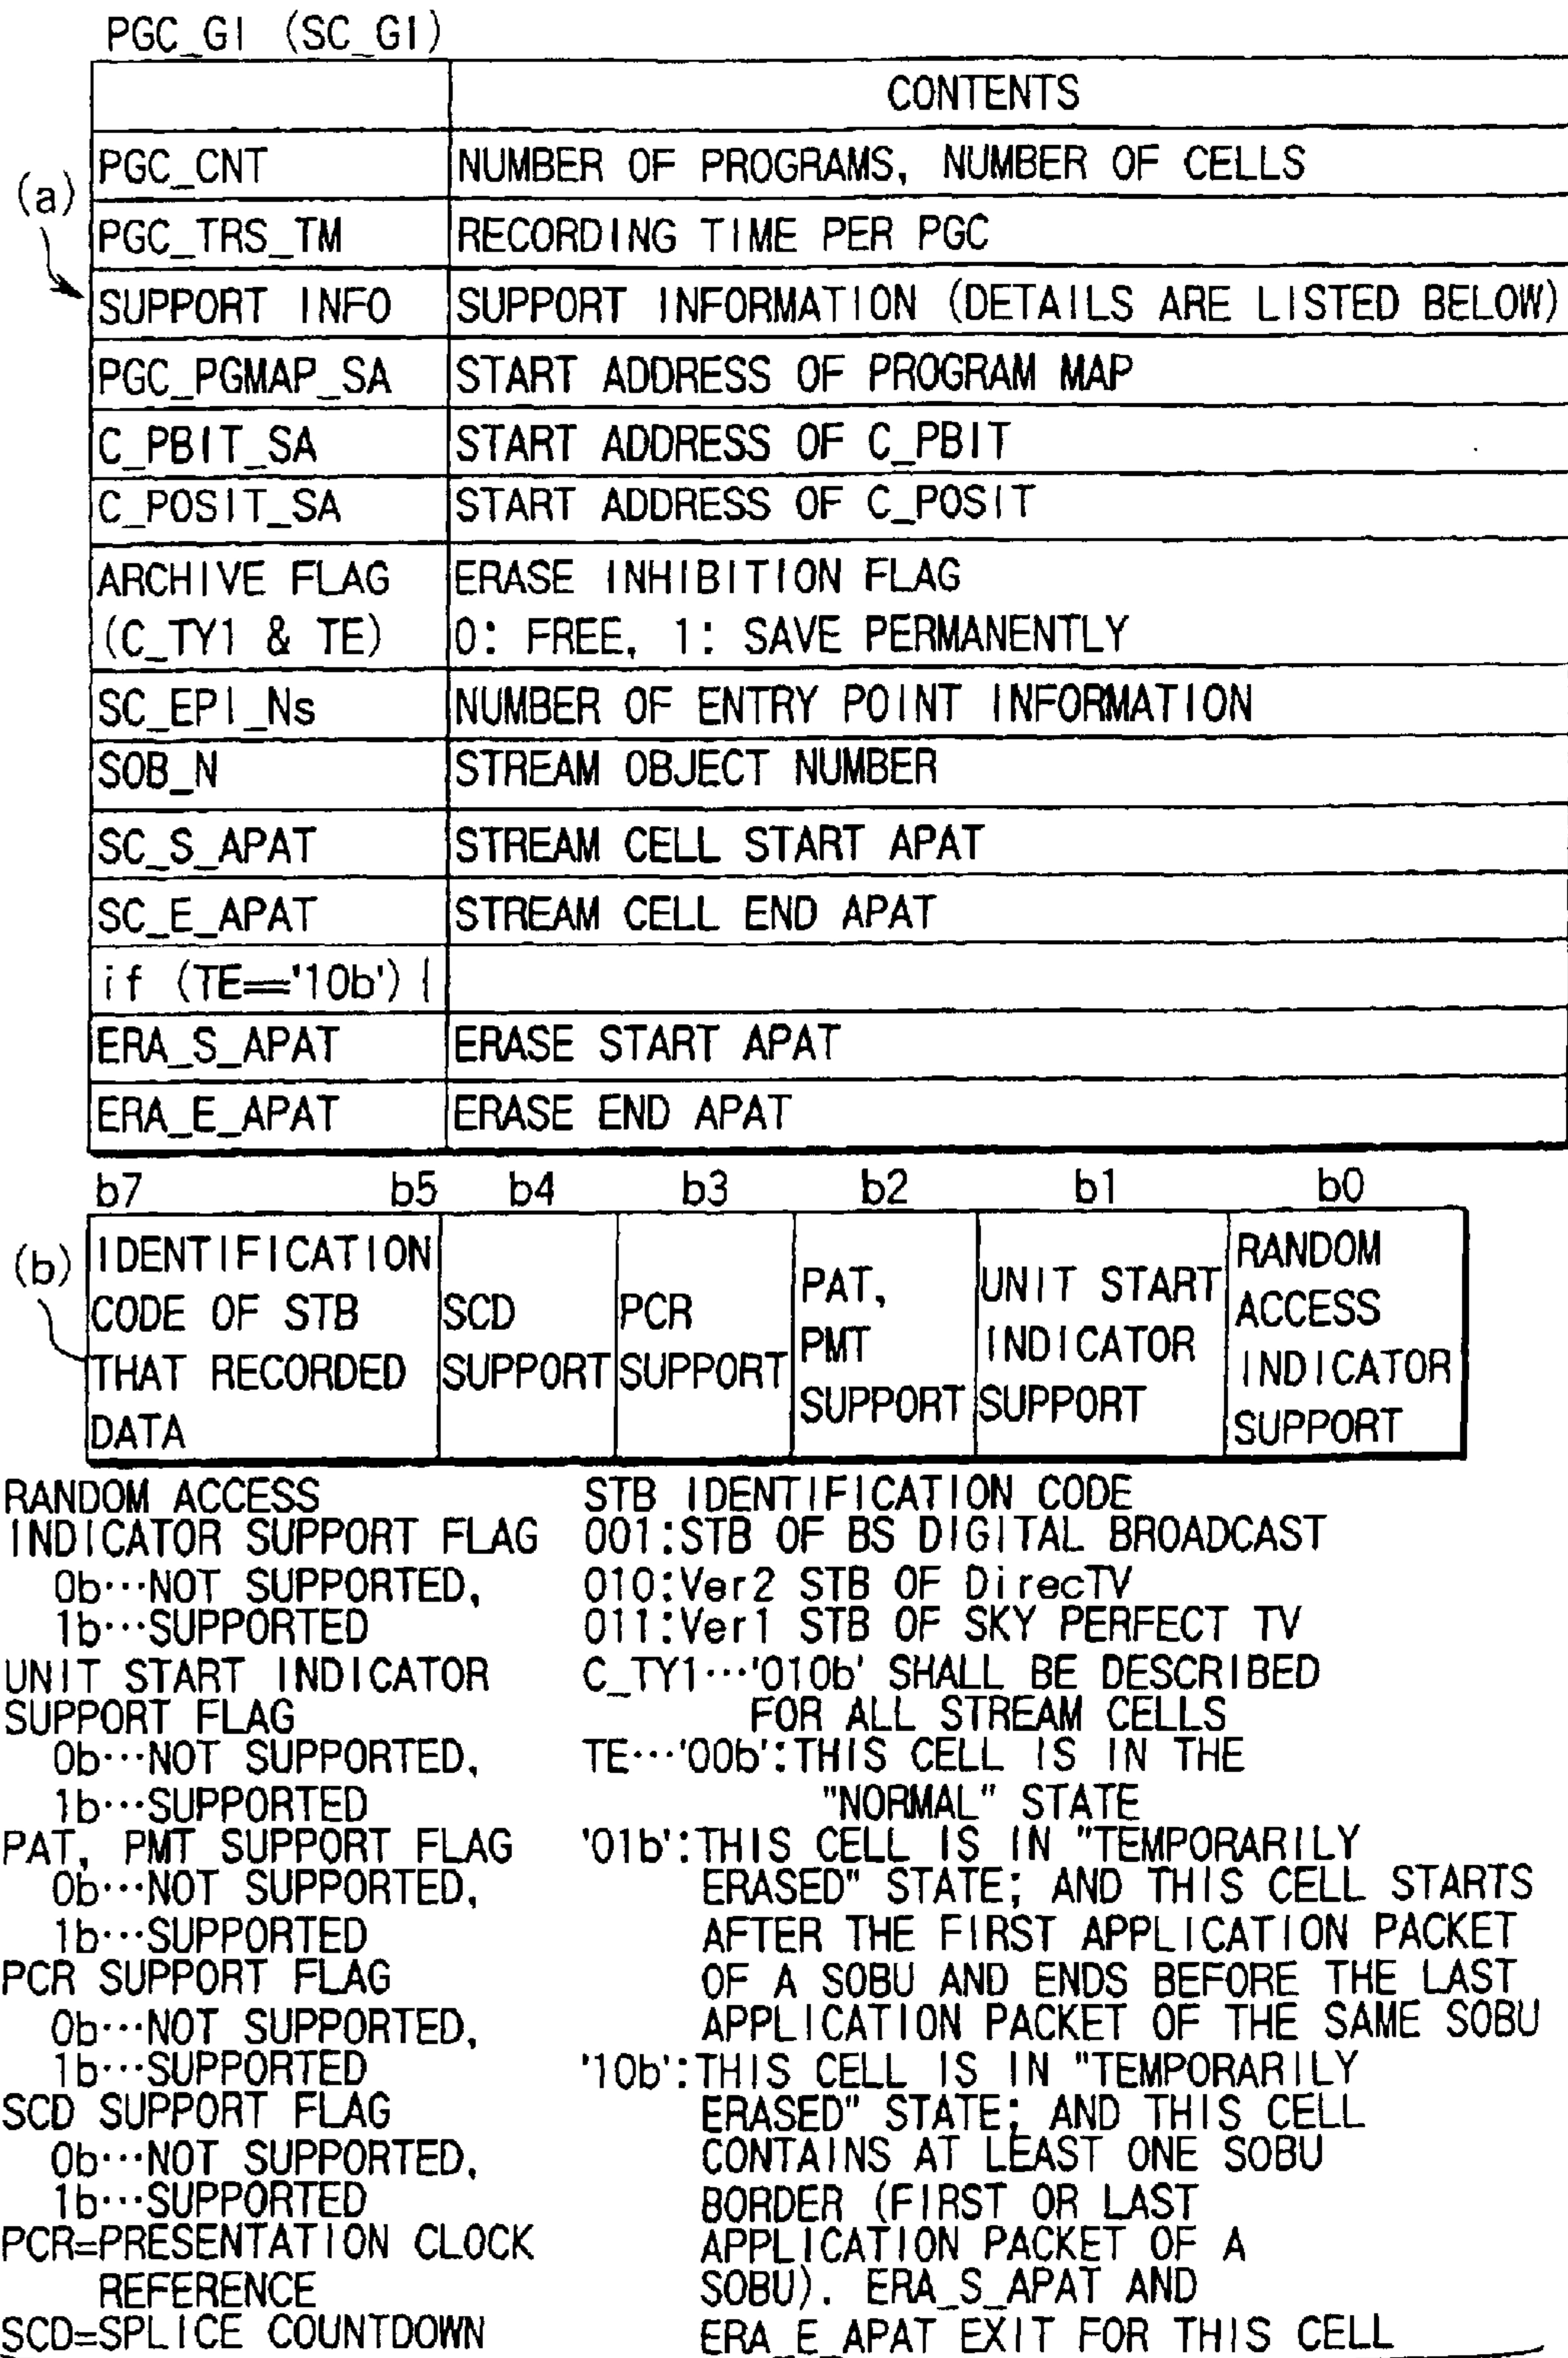 PGC_GI (SC_GI)
CONTENTS
(a)
PGC_CNT NUMBER OF PROGRAMS, NUMBER OF CELLS
PGC_TRS_TM RECORDING TIME PER PGC
SUPPORT INFO SUPPORT INFORMATION (DETAILS ARE LISTED BELOW)
PGC_PGMAP_SA START ADDRESS OF PROGRAM MAP
C_PBIT_SA START ADDRESS OF C_PBIT
C_POSIT_SA START ADDRESS OF C_POSIT
ARCHIVE FLAG ERASE INHIBITION FLAG
(C_TY1 & TE) 0: FREE, 1: SAVE PERMANENTLY
SC_EPI_Ns NUMBER OF ENTRY POINT INFORMATION
SOB_N STREAM OBJECT NUMBER
SC_S_APAT STREAM CELL START APAT
SC_E_APAT STREAM CELL END APAT
if (TE=='10b') {
ERA_S_APAT ERASE START APAT
ERA_E_APAT ERASE END APAT
b7 b5 b4 b3 b2 b1 b0
(b)
IDENTIFICATION
CODE OF STB
THAT RECORDED
DATA
SCD
SUPPORT
PCR
SUPPORT
PAT,
PMT
SUPPORT
UNIT START
INDICATOR
SUPPORT
RANDOM
ACCESS
INDICATOR
SUPPORT
RANDOM ACCESS
INDICATOR SUPPORT FLAG
0b···NOT SUPPORTED,
1b···SUPPORTED
UNIT START INDICATOR
SUPPORT FLAG
0b···NOT SUPPORTED,
1b···SUPPORTED
PAT, PMT SUPPORT FLAG
0b···NOT SUPPORTED,
1b···SUPPORTED
PCR SUPPORT FLAG
0b···NOT SUPPORTED,
1b···SUPPORTED
SCD SUPPORT FLAG
0b···NOT SUPPORTED,
1b···SUPPORTED
PCR=PRESENTATION CLOCK
REFERENCE
SCD=SPLICE COUNTDOWN
STB IDENTIFICATION CODE
001:STB OF BS DIGITAL BROADCAST
010:Ver2 STB OF DirecTV
011:Ver1 STB OF SKY PERFECT TV
C_TY1···'010b' SHALL BE DESCRIBED
FOR ALL STREAM CELLS
TE···'00b':THIS CELL IS IN THE
"NORMAL" STATE
'01b':THIS CELL IS IN "TEMPORARILY
ERASED" STATE; AND THIS CELL STARTS
AFTER THE FIRST APPLICATION PACKET
OF A SOBU AND ENDS BEFORE THE LAST
APPLICATION PACKET OF THE SAME SOBU
'10b':THIS CELL IS IN "TEMPORARILY
ERASED" STATE; AND THIS CELL
CONTAINS AT LEAST ONE SOBU
BORDER (FIRST OR LAST
APPLICATION PACKET OF A
SOBU). ERA_S_APAT AND
ERA_E_APAT EXIT FOR THIS CELL